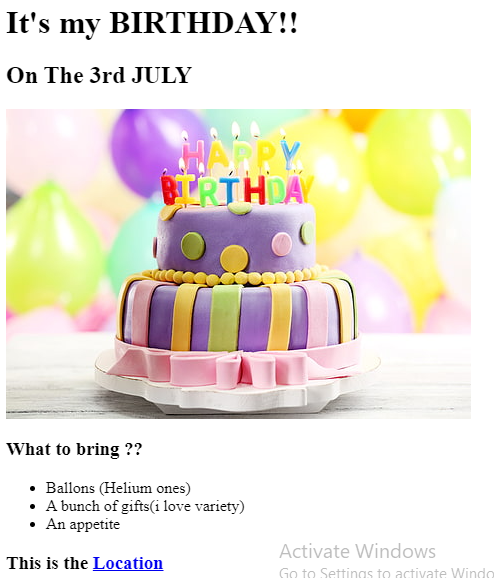 It's my BIRTHDAY!!
On The 3rd JULY
HAPPY
BIRTHDAY
What to bring ??
Ballons (Helium ones)
A bunch of gifts(i love variety)
An appetite
This is the Location
Activate Windows
Go to Settings to activate Windo